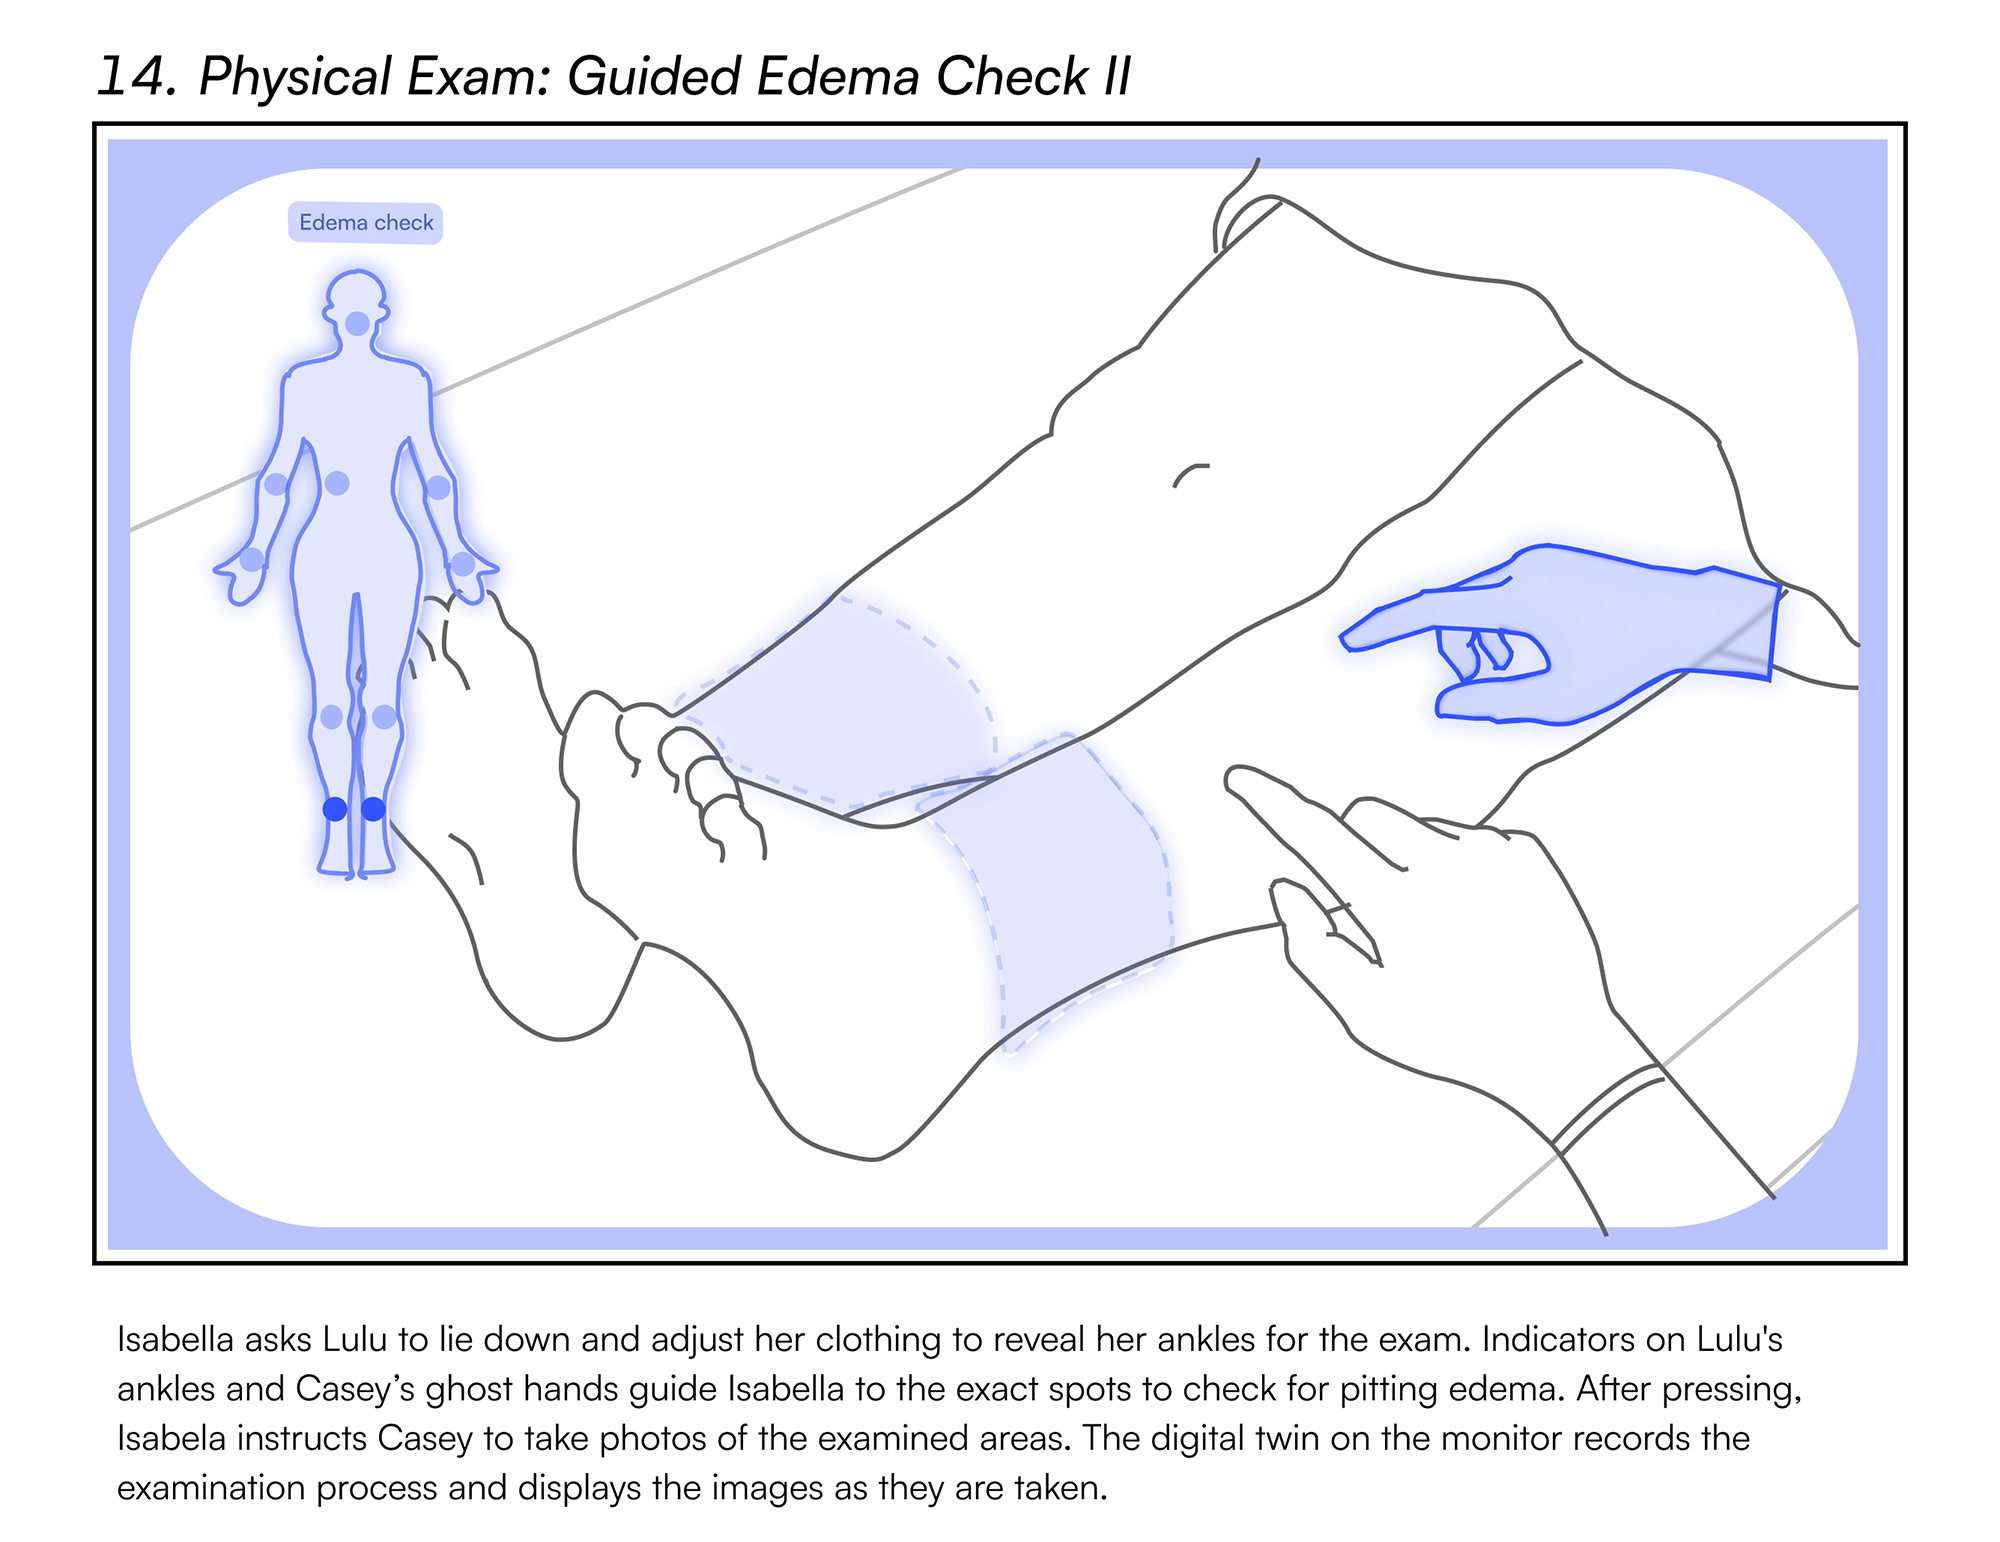 14. Physical Exam: Guided Edema Check II
Edema check
Isabella asks Lulu to lie down and adjust her clothing to reveal her ankles for the exam. Indicators on Lulu's
ankles and Casey’s ghost hands guide Isabella to the exact spots to check for pitting edema. After pressing,
Isabela instructs Casey to take photos of the examined areas. The digital twin on the monitor records the
examination process and displays the images as they are taken.